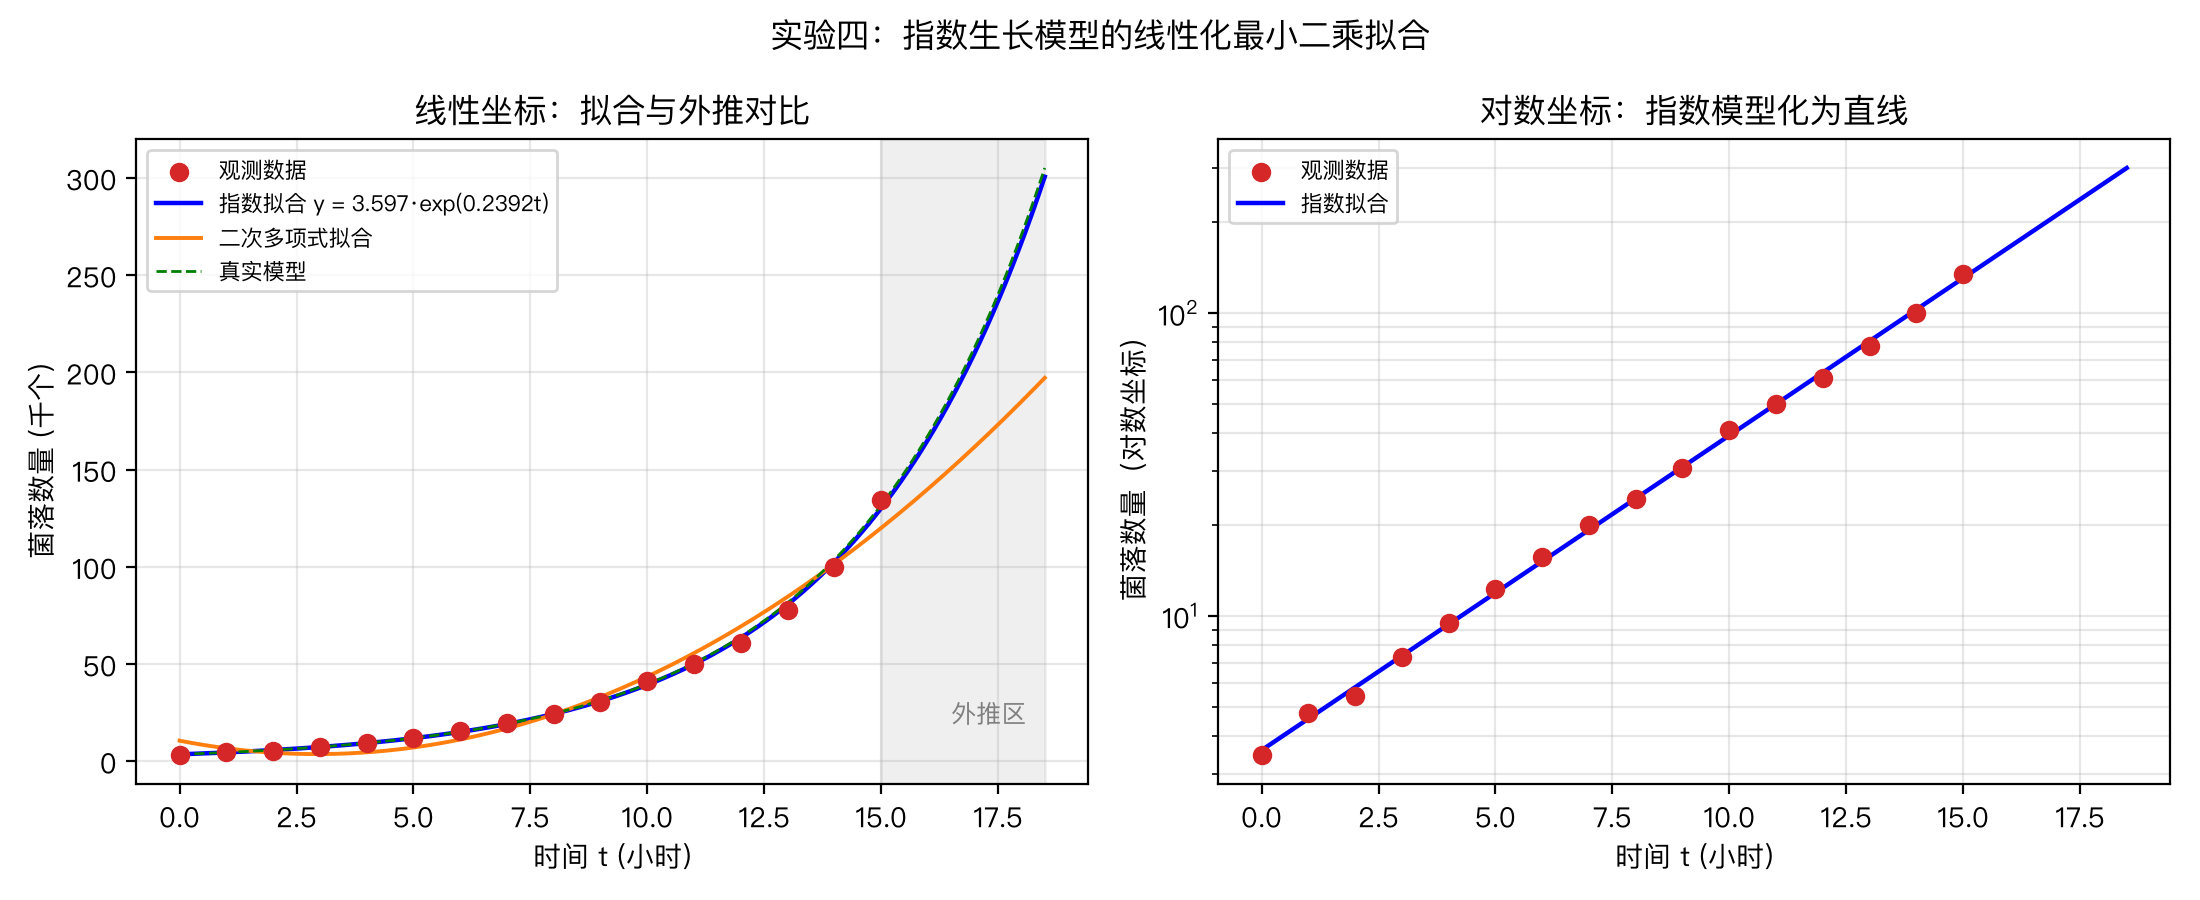 实验四：指数生长模型的线性化最小二乘拟合
线性坐标：拟合与外推对比
观测数据
指数拟合 y = 3.597·exp(0.2392t)
二次多项式拟合
真实模型
外推区
菌落数量 (千个)
300
250
200
150
100
50
0
0.0 2.5 5.0 7.5 10.0 12.5 15.0 17.5
时间 t (小时)
对数坐标：指数模型化为直线
观测数据
指数拟合
菌落数量（对数坐标）
10²
10¹
0.0 2.5 5.0 7.5 10.0 12.5 15.0 17.5
时间 t (小时)